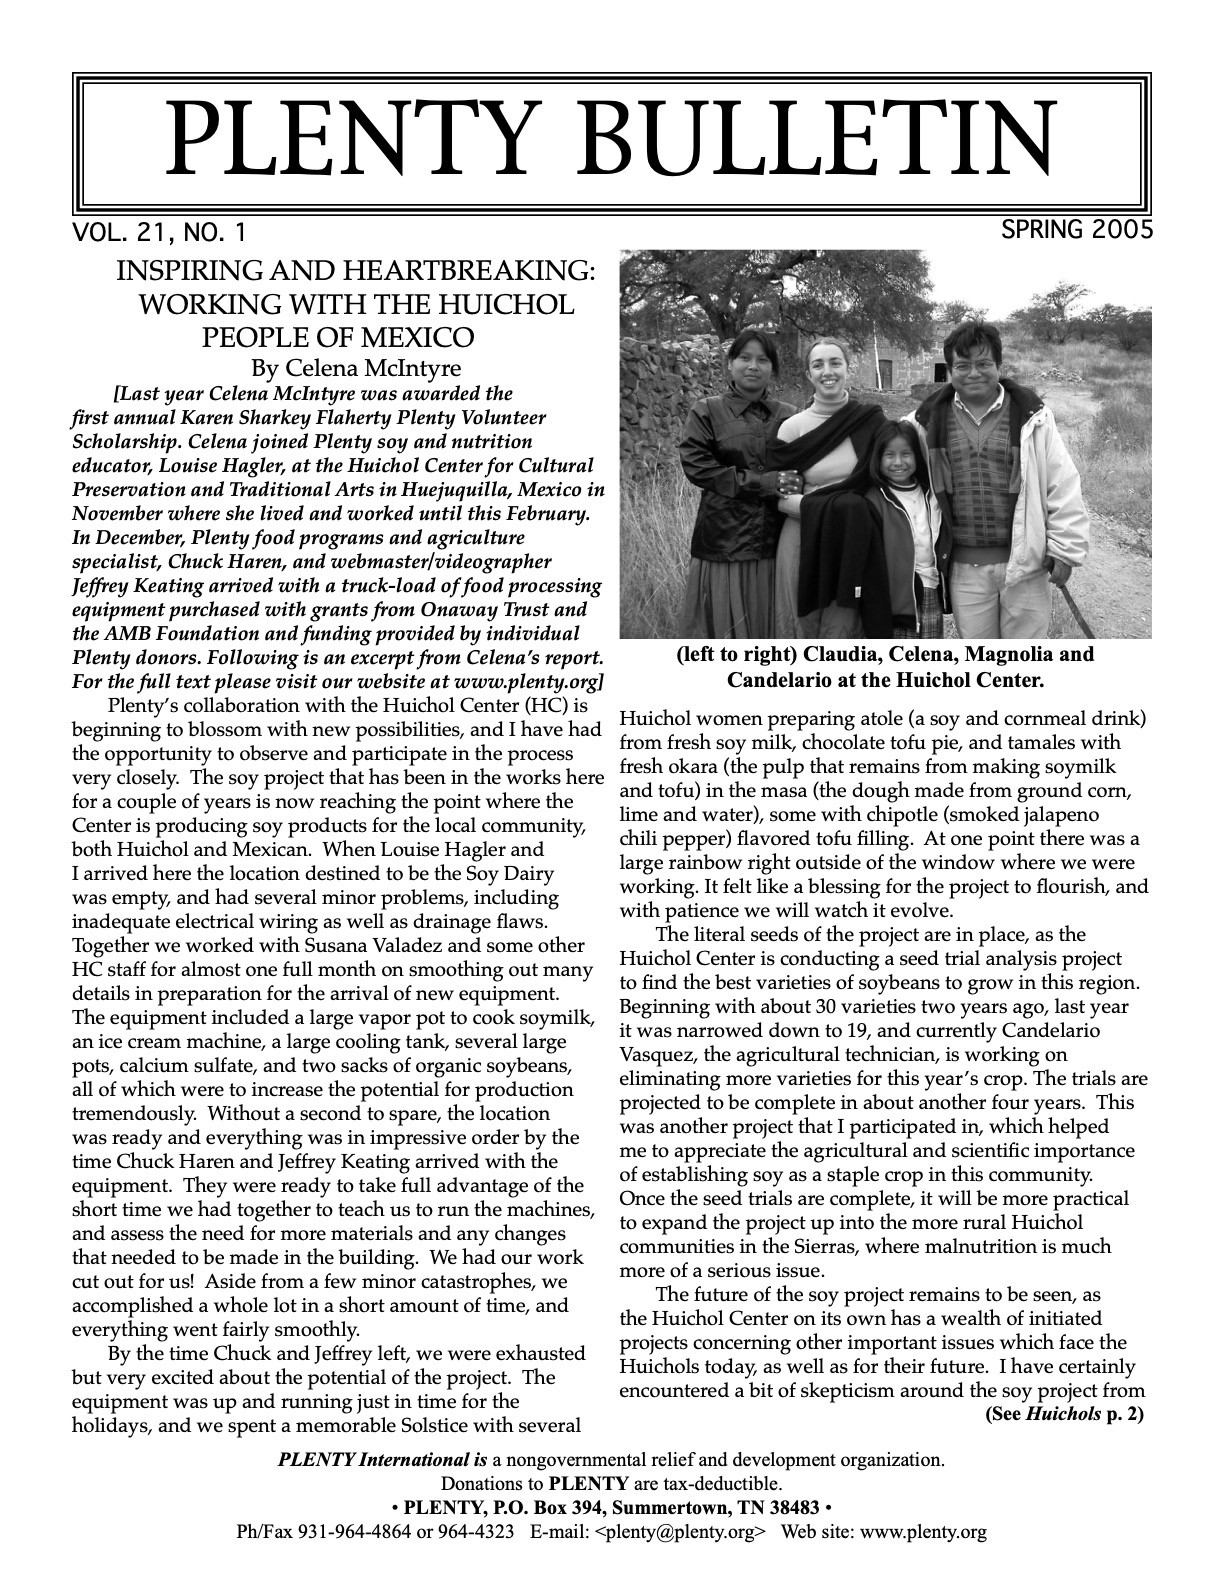 PLENTY BULLETIN
VOL. 21, NO. 1
SPRING 2005
INSPIRING AND HEARTBREAKING:
WORKING WITH THE HUICHOL
PEOPLE OF MEXICO
By Celena McIntyre
[Last year Celena McIntyre was awarded the
first annual Karen Sharkey Flaherty Plenty Volunteer
Scholarship. Celena joined Plenty soy and nutrition
educator, Louise Hagler, at the Huichol Center for Cultural
Preservation and Traditional Arts in Huejuquilla, Mexico in
November where she lived and worked until this February.
In December, Plenty food programs and agriculture
specialist, Chuck Haren, and webmaster/videographer
Jeffrey Keating arrived with a truck-load of food processing
equipment purchased with grants from Onaway Trust and
the AMB Foundation and funding provided by individual
Plenty donors. Following is an excerpt from Celena's report.
For the full text please visit our website at www.plenty.org]
Plenty's collaboration with the Huichol Center (HC) is
beginning to blossom with new possibilities, and I have had
the opportunity to observe and participate in the process
very closely.  The soy project that has been in the works here
for a couple of years is now reaching the point where the
Center is producing soy products for the local community,
both Huichol and Mexican.  When Louise Hagler and
I arrived here the location destined to be the Soy Dairy
was empty, and had several minor problems, including
inadequate electrical wiring as well as drainage flaws.
Together we worked with Susana Valadez and some other
HC staff for almost one full month on smoothing out many
details in preparation for the arrival of new equipment.
The equipment included a large vapor pot to cook soymilk,
an ice cream machine, a large cooling tank, several large
pots, calcium sulfate, and two sacks of organic soybeans,
all of which were to increase the potential for production
tremendously.  Without a second to spare, the location
was ready and everything was in impressive order by the
time Chuck Haren and Jeffrey Keating arrived with the
equipment.  They were ready to take full advantage of the
short time we had together to teach us to run the machines,
and assess the need for more materials and any changes
that needed to be made in the building.  We had our work
cut out for us!  Aside from a few minor catastrophes, we
accomplished a whole lot in a short amount of time, and
everything went fairly smoothly.
By the time Chuck and Jeffrey left, we were exhausted
but very excited about the potential of the project.  The
equipment was up and running just in time for the
holidays, and we spent a memorable Solstice with several
(left to right) Claudia, Celena, Magnolia and
Candelario at the Huichol Center.
Huichol women preparing atole (a soy and cornmeal drink)
from fresh soy milk, chocolate tofu pie, and tamales with
fresh okara (the pulp that remains from making soymilk
and tofu) in the masa (the dough made from ground corn,
lime and water), some with chipotle (smoked jalapeno
chili pepper) flavored tofu filling.  At one point there was a
large rainbow right outside of the window where we were
working. It felt like a blessing for the project to flourish, and
with patience we will watch it evolve.
The literal seeds of the project are in place, as the
Huichol Center is conducting a seed trial analysis project
to find the best varieties of soybeans to grow in this region.
Beginning with about 30 varieties two years ago, last year
it was narrowed down to 19, and currently Candelario
Vasquez, the agricultural technician, is working on
eliminating more varieties for this year's crop. The trials are
projected to be complete in about another four years.  This
was another project that I participated in, which helped
me to appreciate the agricultural and scientific importance
of establishing soy as a staple crop in this community.
Once the seed trials are complete, it will be more practical
to expand the project up into the more rural Huichol
communities in the Sierras, where malnutrition is much
more of a serious issue.
The future of the soy project remains to be seen, as
the Huichol Center on its own has a wealth of initiated
projects concerning other important issues which face the
Huichols today, as well as for their future.  I have certainly
encountered a bit of skepticism around the soy project from
(See Huichols p. 2)
PLENTY International is a nongovernmental relief and development organization.
Donations to PLENTY are tax-deductible.
• PLENTY, P.O. Box 394, Summertown, TN 38483 •
Ph/Fax 931-964-4864 or 964-4323   E-mail: <plenty@plenty.org>   Web site: www.plenty.org